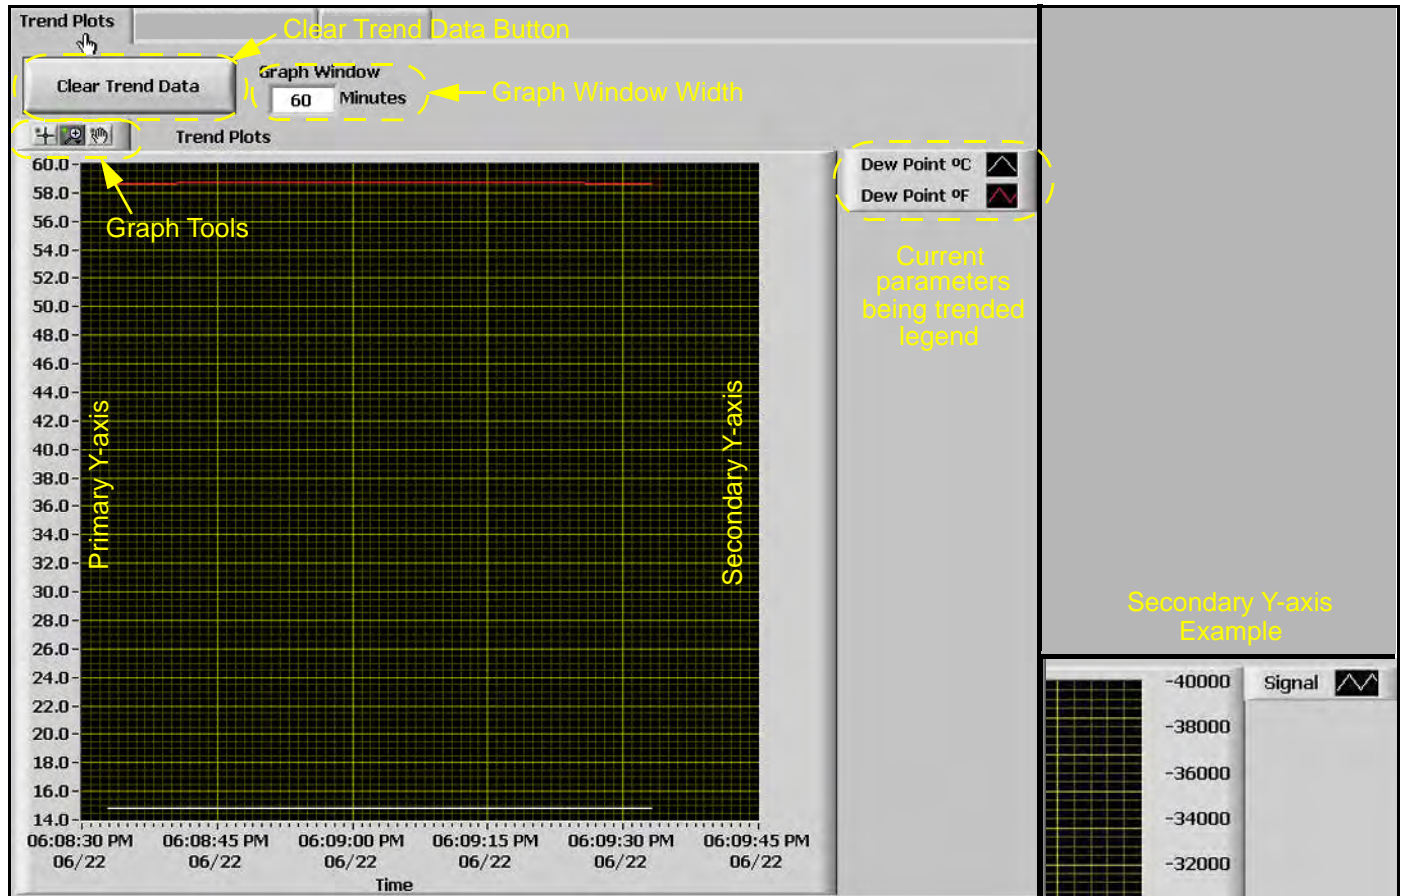 Trend Plots
Clear Trend Data Button
Clear Trend Data
Graph Window
60 Minutes
Graph Window Width
Trend Plots
Graph Tools
60.0
58.0
56.0
54.0
52.0
50.0
48.0
46.0
44.0
42.0
40.0
38.0
36.0
34.0
32.0
30.0
28.0
26.0
24.0
22.0
20.0
18.0
16.0
14.0
Primary Y-axis
Secondary Y-axis
06:08:30 PM 06:08:45 PM 06:09:00 PM 06:09:15 PM 06:09:30 PM 06:09:45 PM
06/22 06/22 06/22 06/22 06/22 06/22
Time
Dew Point ºC
Dew Point ºF
Current
parameters
being trended
legend
Secondary Y-axis
Example
-40000
-38000
-36000
-34000
-32000
Signal